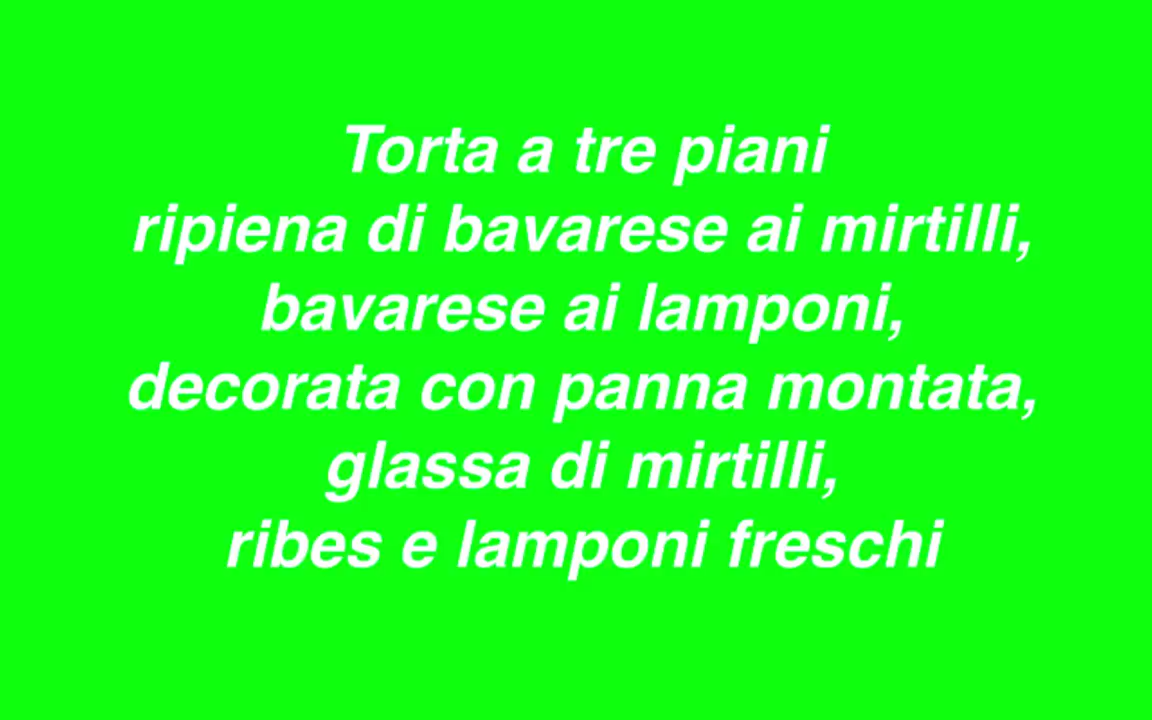 Torta a tre piani
ripiena di bavarese ai mirtilli,
bavarese ai lamponi,
decorata con panna montata,
glassa di mirtilli,
ribes e lamponi freschi